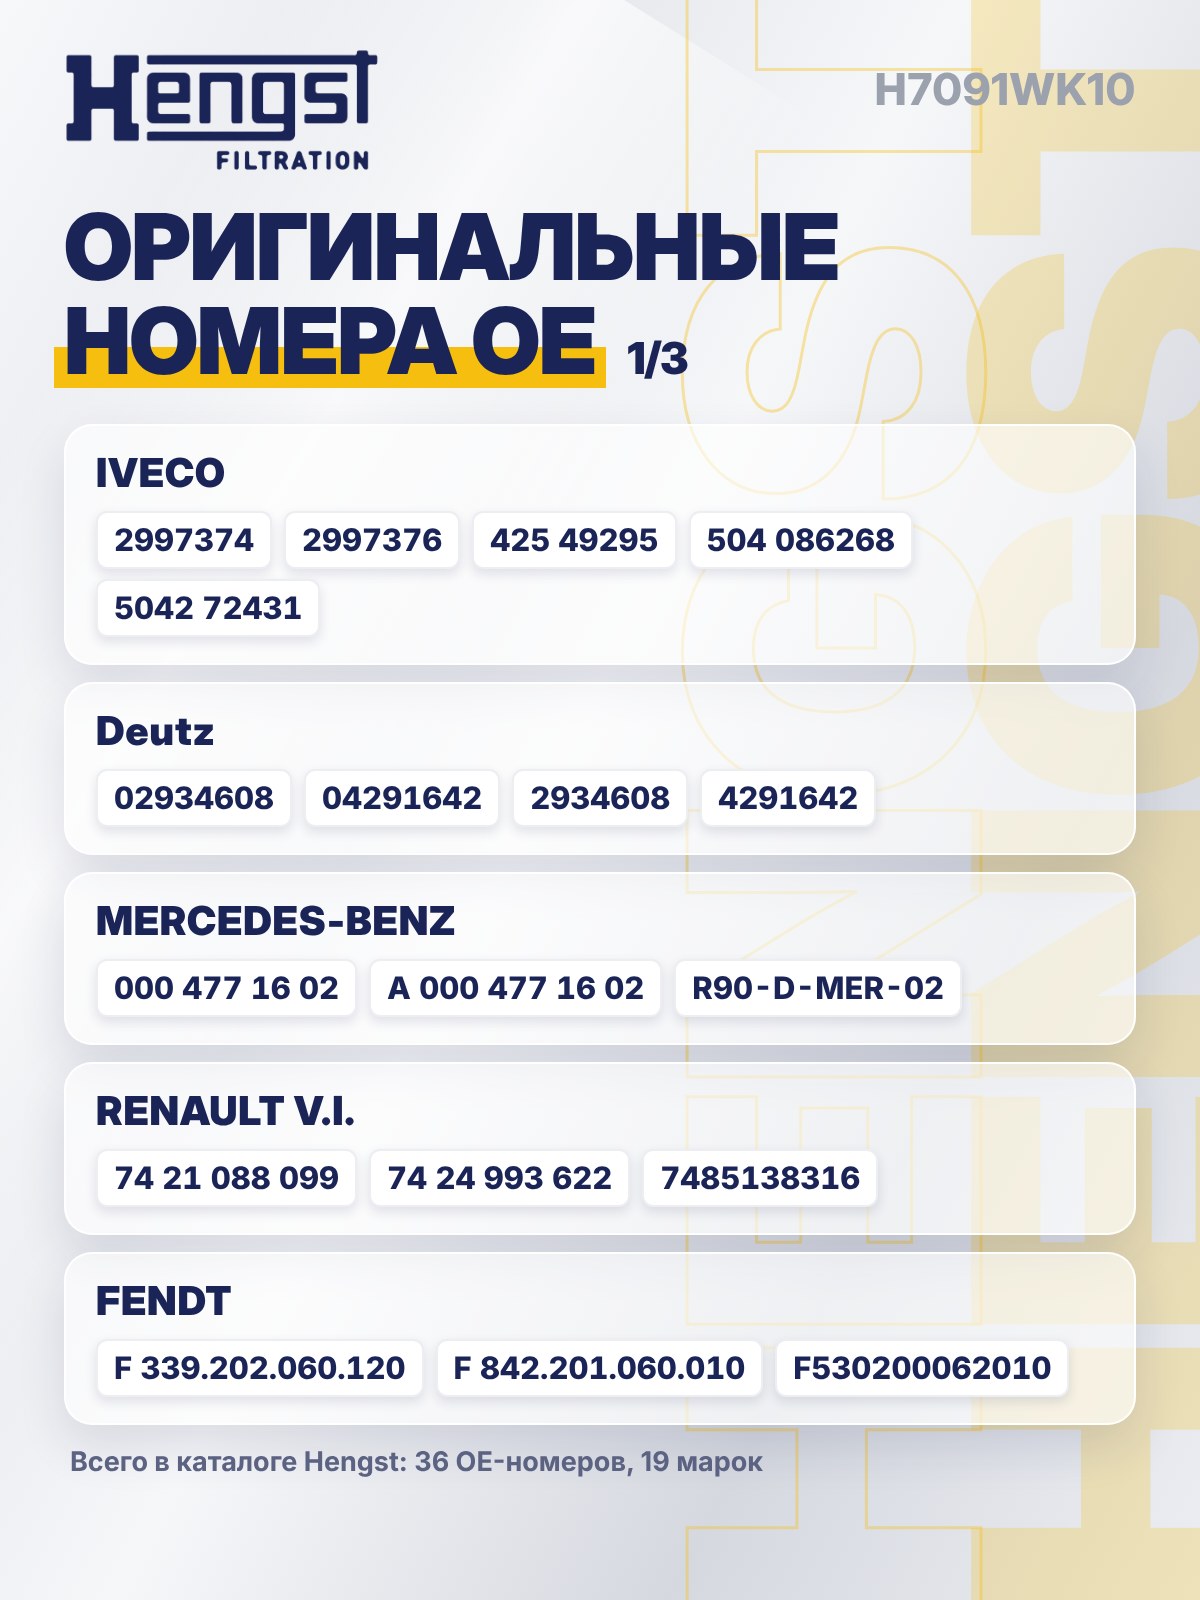 Hengst
FILTRATION
H7091WK10
ОРИГИНАЛЬНЫЕ
НОМЕРА OE 1/3
IVECO
2997374 2997376 425 49295 504 086268
5042 72431
Deutz
02934608 04291642 2934608 4291642
MERCEDES-BENZ
000 477 16 02 A 000 477 16 02 R90-D-MER-02
RENAULT V.I.
74 21 088 099 74 24 993 622 7485138316
FENDT
F 339.202.060.120 F 842.201.060.010 F530200062010
Всего в каталоге Hengst: 36 OE-номеров, 19 марок
HENGST
HENGST